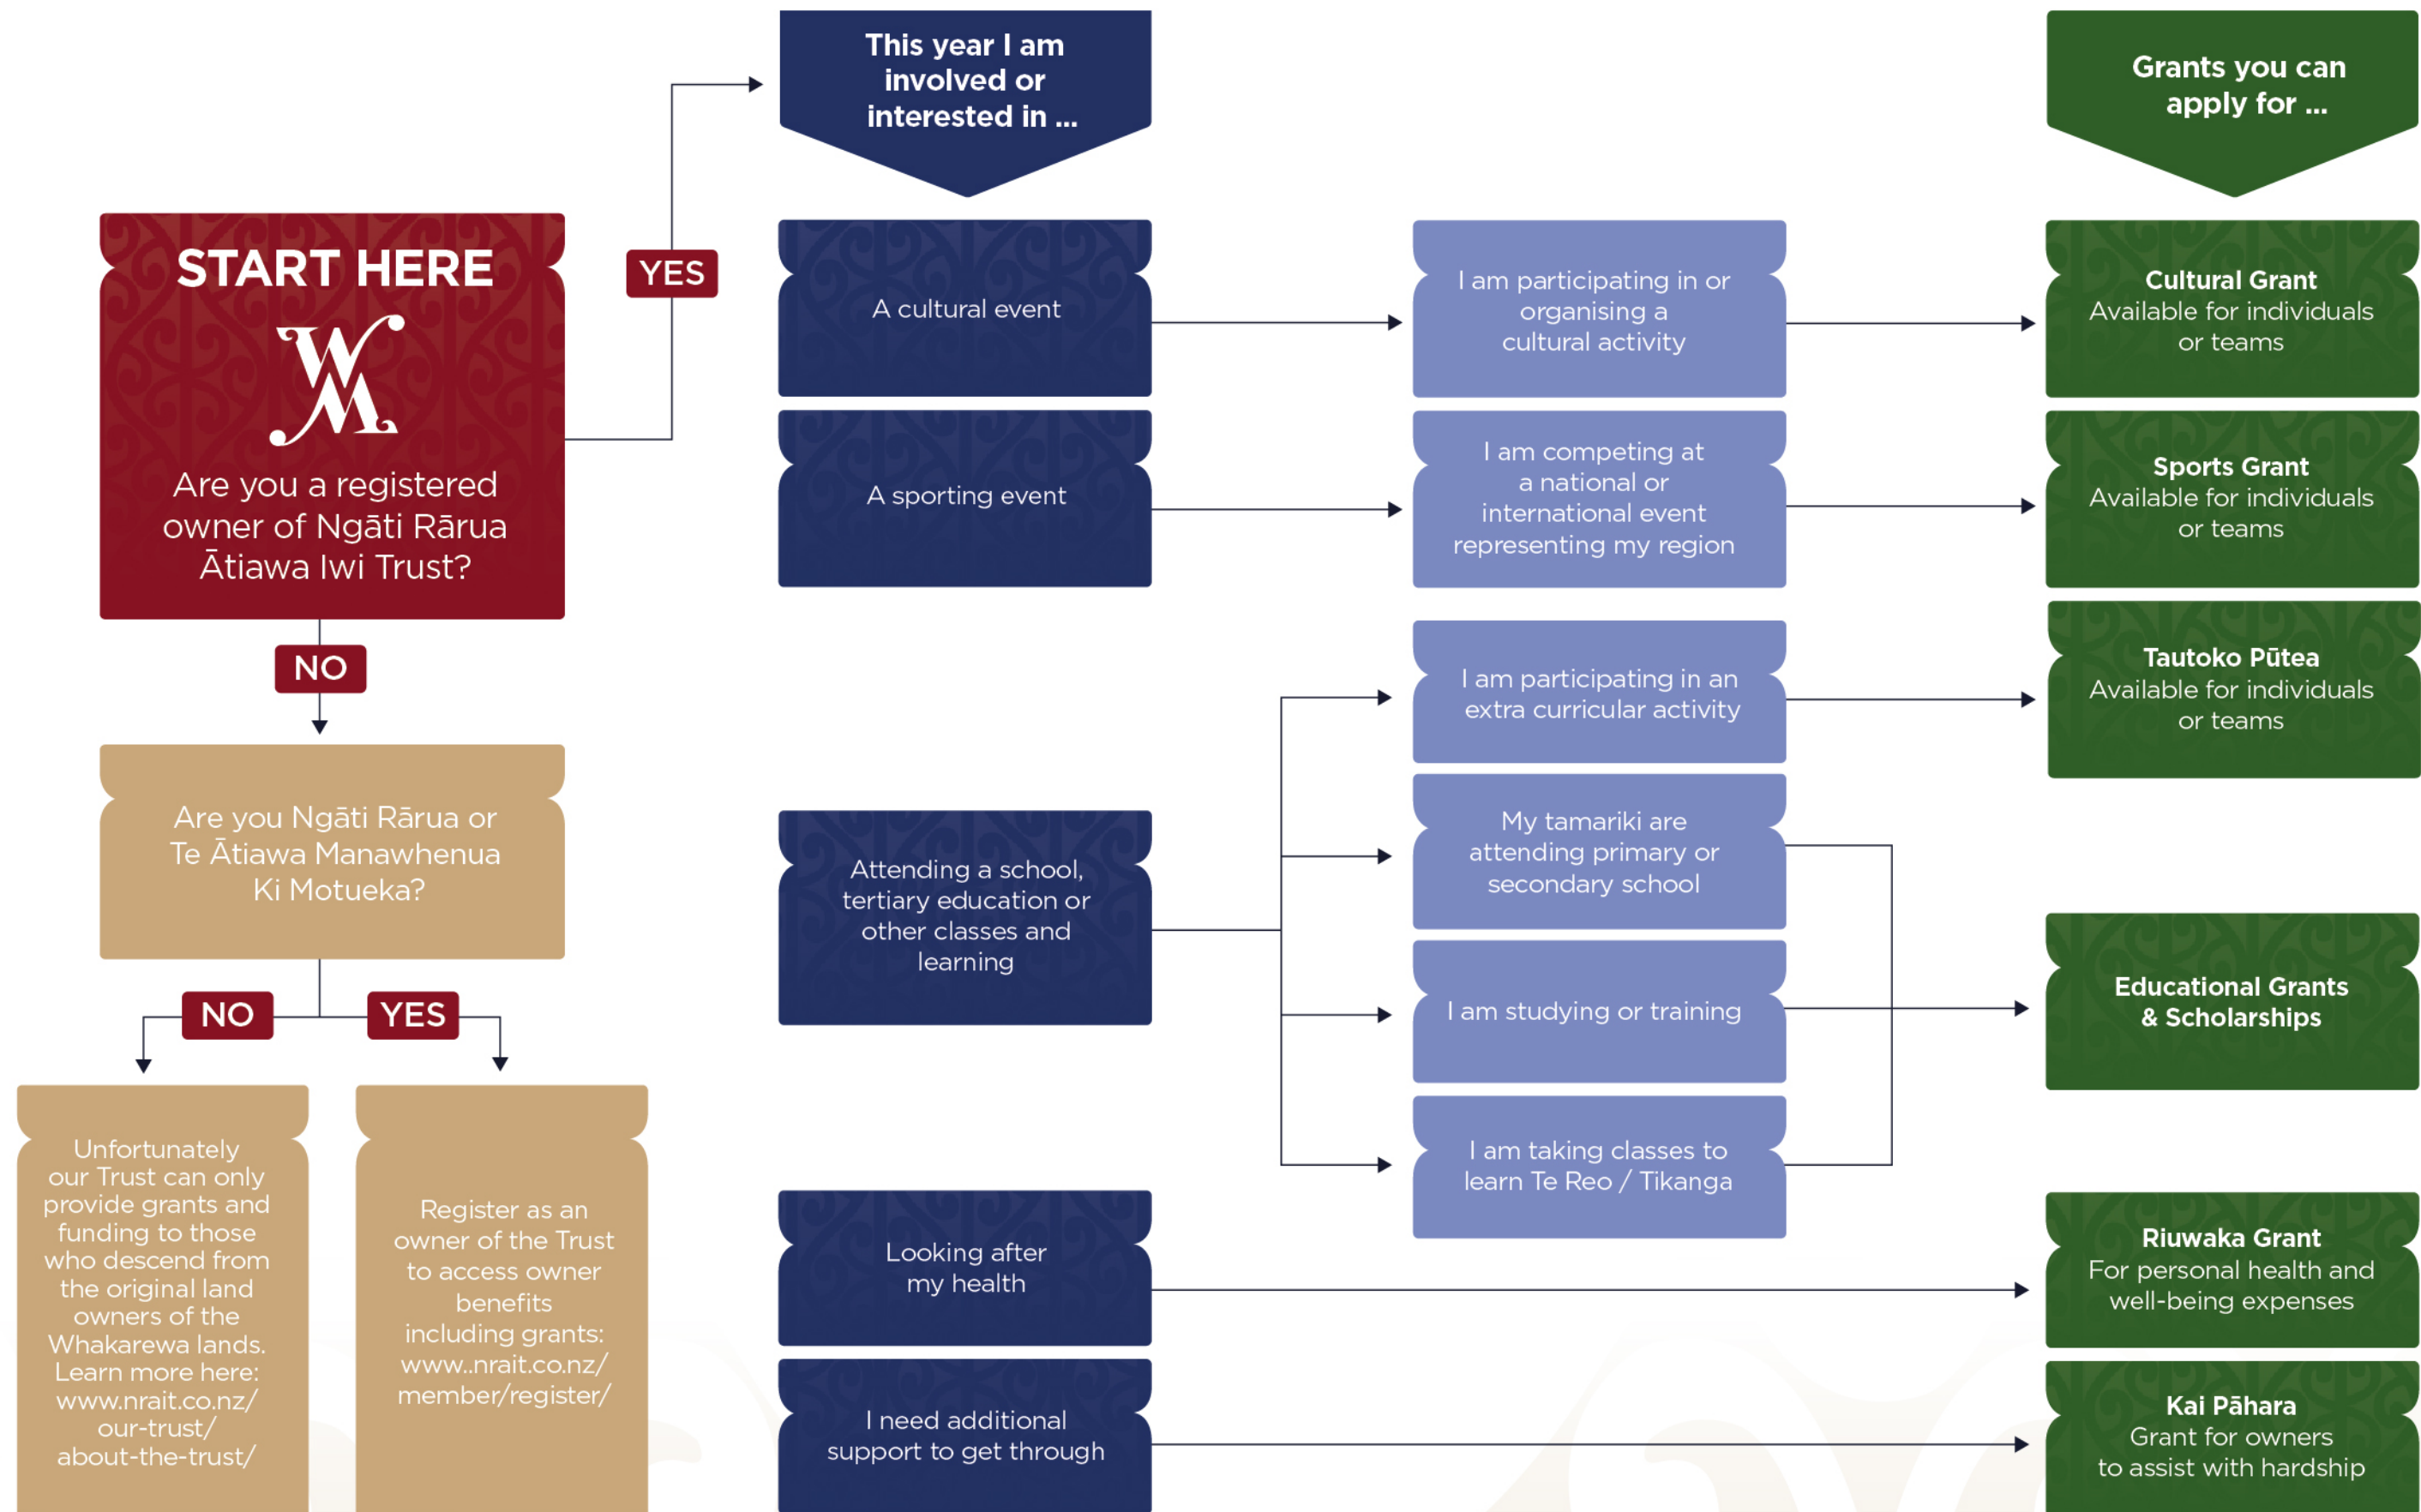 START HERE
Are you a registered
owner of Ngāti Rārua
Ātiawa Iwi Trust?
YES
NO
Are you Ngāti Rārua or
Te Ātiawa Manawhenua
Ki Motueka?
NO
YES
Unfortunately
our Trust can only
provide grants and
funding to those
who descend from
the original land
owners of the
Whakarewa lands.
Learn more here:
www.nrait.co.nz/
our-trust/
about-the-trust/
Register as an
owner of the Trust
to access owner
benefits
including grants:
www..nrait.co.nz/
member/register/
This year I am
involved or
interested in ...
A cultural event
A sporting event
Attending a school,
tertiary education or
other classes and
learning
Looking after
my health
I need additional
support to get through
I am participating in or
organising a
cultural activity
I am competing at
a national or
international event
representing my region
I am participating in an
extra curricular activity
My tamariki are
attending primary or
secondary school
I am studying or training
I am taking classes to
learn Te Reo / Tikanga
Grants you can
apply for ...
Cultural Grant
Available for individuals
or teams
Sports Grant
Available for individuals
or teams
Tautoko Pūtea
Available for individuals
or teams
Educational Grants
& Scholarships
Riuwaka Grant
For personal health and
well-being expenses
Kai Pāhara
Grant for owners
to assist with hardship